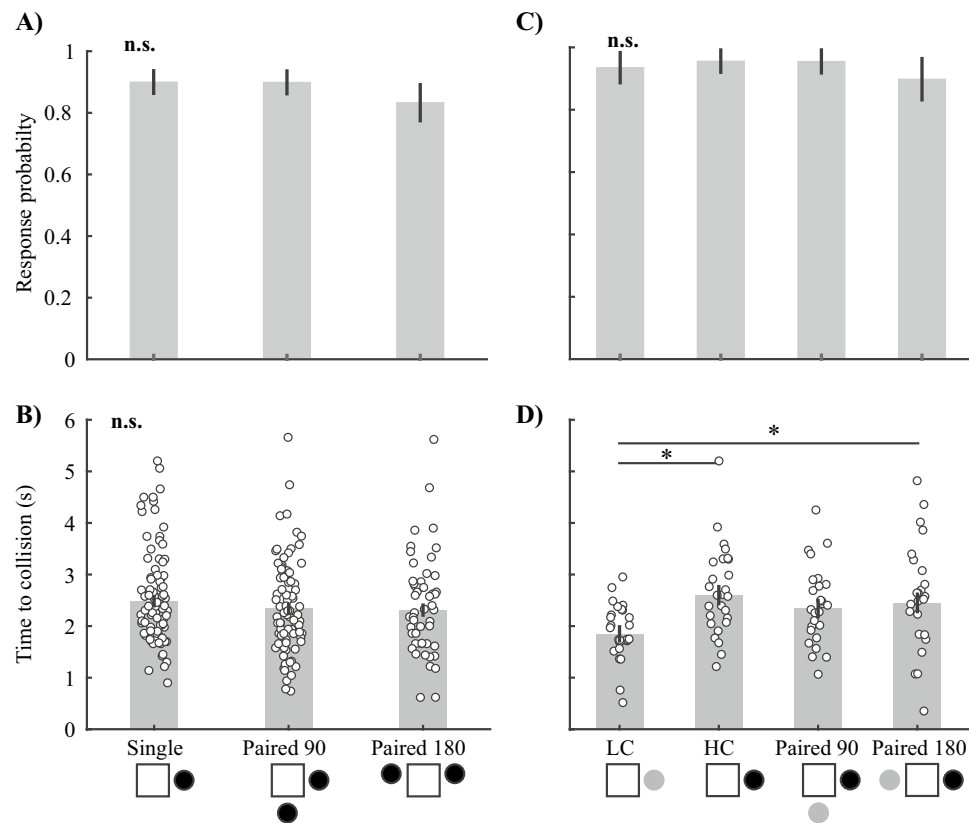 A)
n.s.
1
0.8
0.6
0.4
0.2
0
Response probabilty
C)
n.s.
B)
n.s.
6
5
4
3
2
1
0
Time to collision (s)
Single Paired 90 Paired 180
D)
*
*
LC HC Paired 90 Paired 180